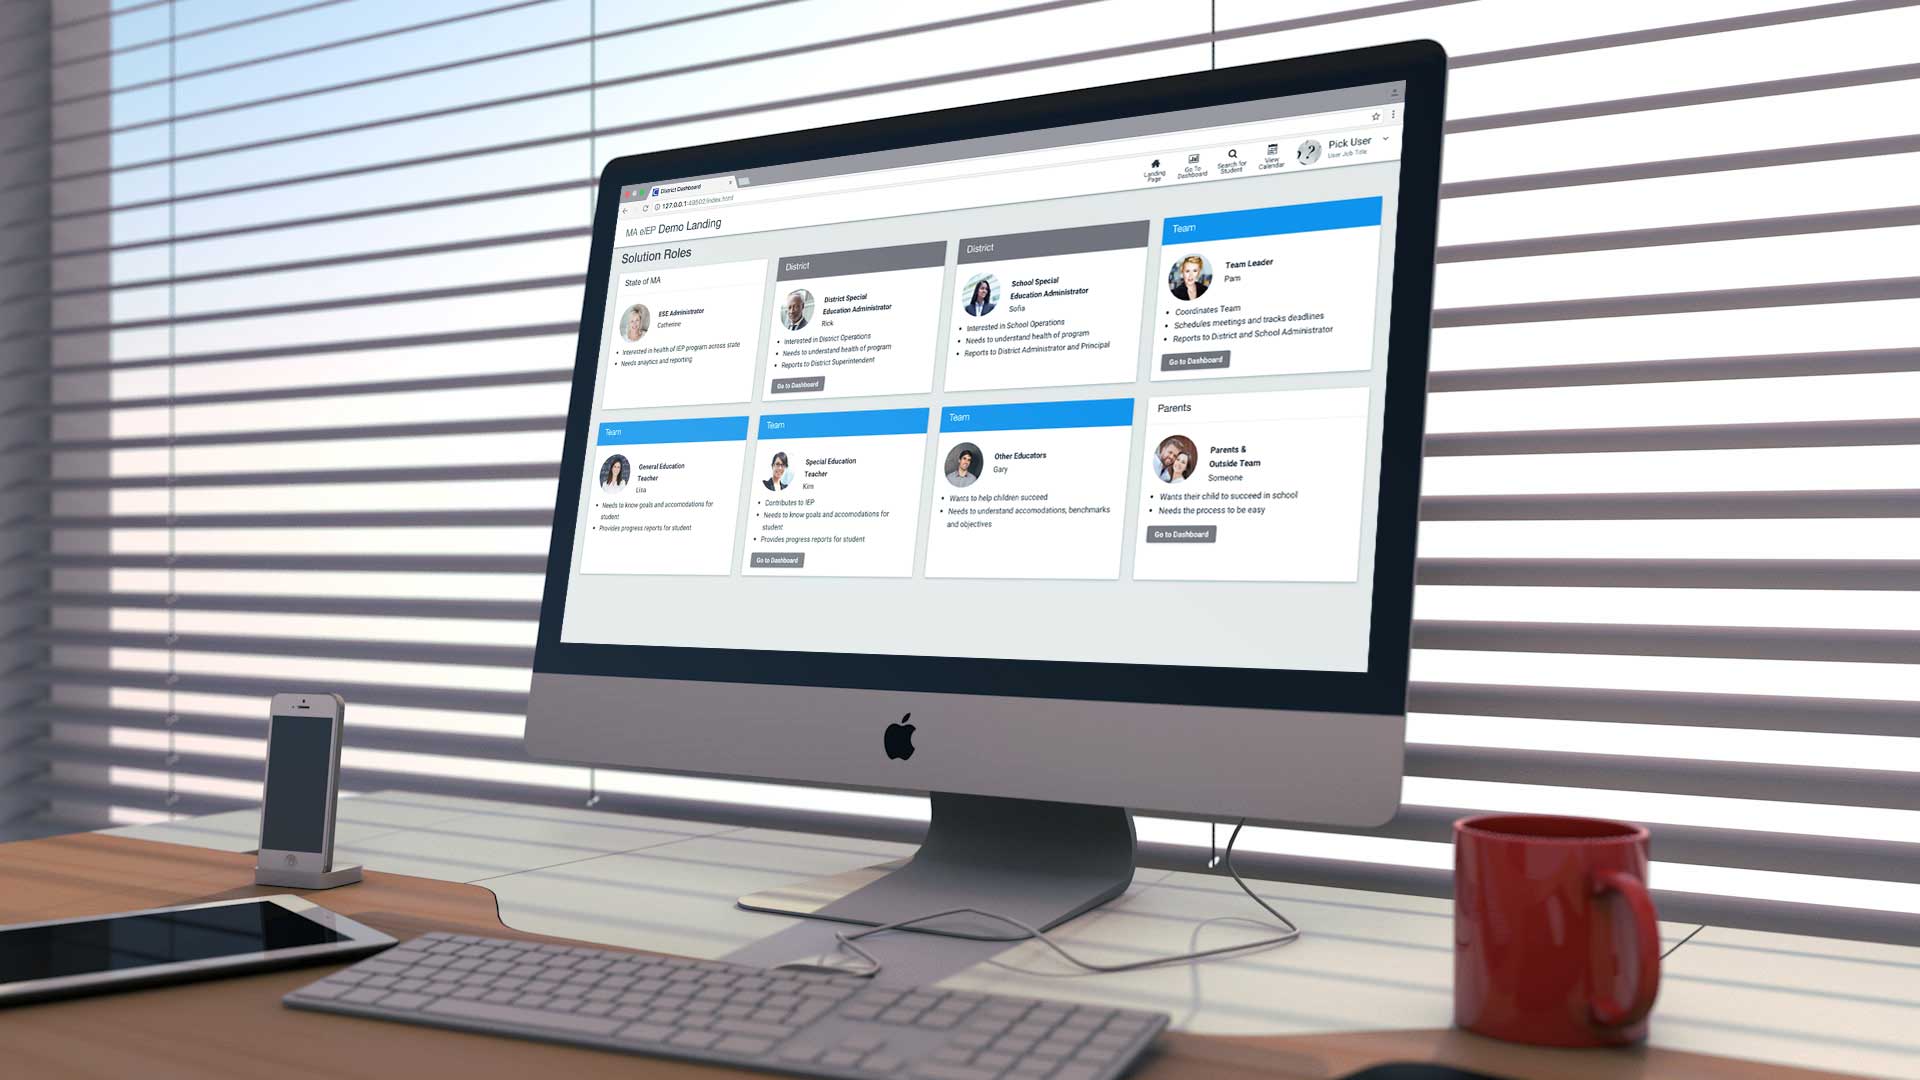 District Dashboard
127.0.0.1:49502/index.html
Landing
Page
Go To
Dashboard
Search for
Student
View
Calendar
Pick User
User Job Title
MA eIEP Demo Landing
Solution Roles
State of MA
ESE Administrator
Catherine
Interested in health of IEP program across state
Needs anaytics and reporting
District
District Special
Education Administrator
Rick
Interested in District Operations
Needs to understand health of program
Reports to District Superintendent
Go to Dashboard
District
School Special
Education Administrator
Sofia
Interested in School Operations
Needs to understand health of program
Reports to District Administrator and Principal
Team
Team Leader
Pam
Coordinates Team
Schedules meetings and tracks deadlines
Reports to District and School Administrator
Go to Dashboard
Team
General Education
Teacher
Lisa
Needs to know goals and accomodations for
student
Provides progress reports for student
Team
Special Education
Teacher
Kim
Contributes to IEP
Needs to know goals and accomodations for
student
Provides progress reports for student
Go to Dashboard
Team
Other Educators
Gary
Wants to help children succeed
Needs to understand accomodations, benchmarks
and objectives
Parents
Parents &
Outside Team
Someone
Wants their child to succeed in school
Needs the process to be easy
Go to Dashboard